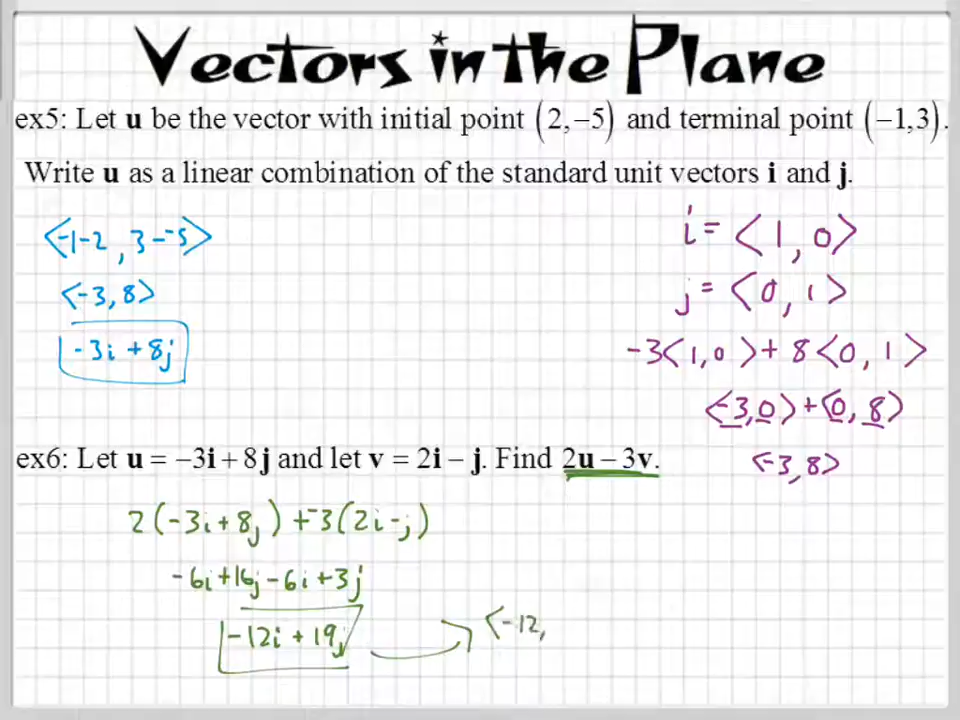 Vectors in the Plane
ex5: Let u be the vector with initial point (2,−5) and terminal point (−1,3).
Write u as a linear combination of the standard unit vectors i and j.
<-1-2, 3--5>
<-3, 8>
-3i + 8j
i = <1, 0>
j = <0, 1>
-3<1, 0> + 8<0, 1>
<-3, 0> + <0, 8>
<-3, 8>
ex6: Let u = −3i + 8j and let v = 2i − j. Find 2u − 3v.
2(-3i + 8j) + -3(2i - j)
-6i + 16j - 6i + 3j
-12i + 19j
<-12,